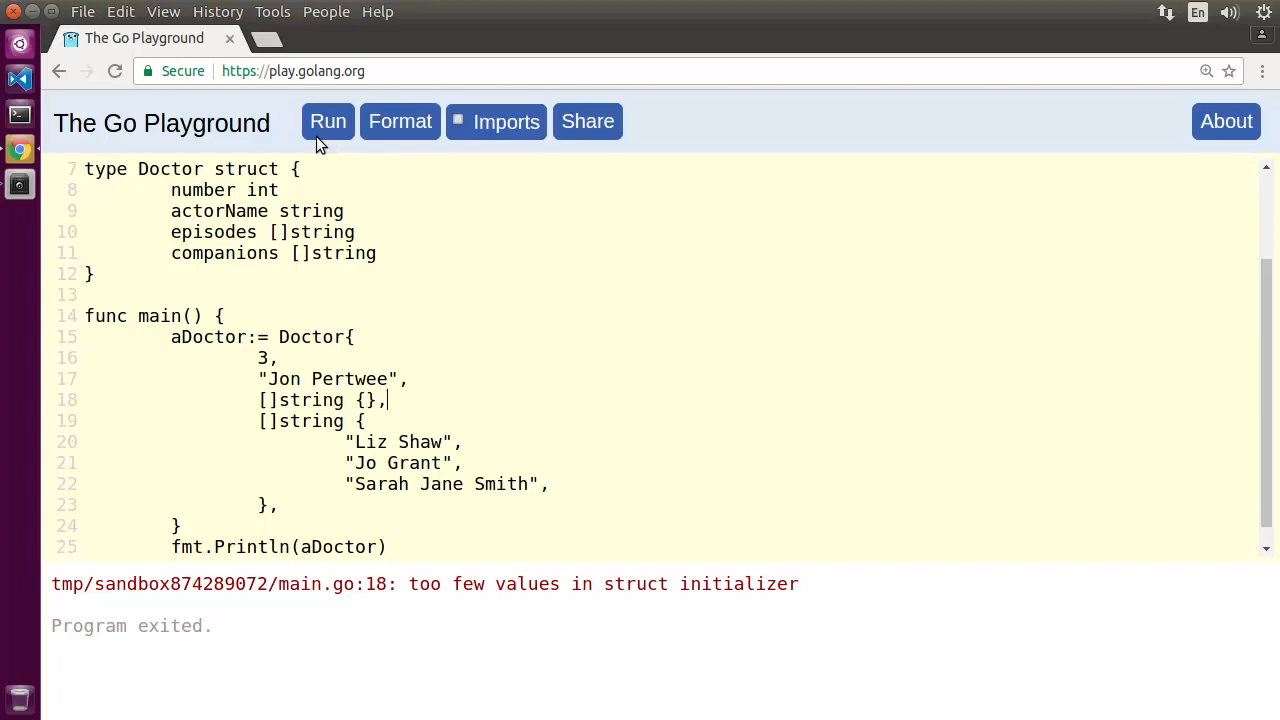 File Edit View History Tools People Help
En
The Go Playground
Secure https://play.golang.org
The Go Playground Run Format Imports Share About
7 type Doctor struct {
8 number int
9 actorName string
10 episodes []string
11 companions []string
12 }
13
14 func main() {
15 aDoctor:= Doctor{
16 3,
17 "Jon Pertwee",
18 []string {},
19 []string {
20 "Liz Shaw",
21 "Jo Grant",
22 "Sarah Jane Smith",
23 },
24 }
25 fmt.Println(aDoctor)
tmp/sandbox874289072/main.go:18: too few values in struct initializer
Program exited.